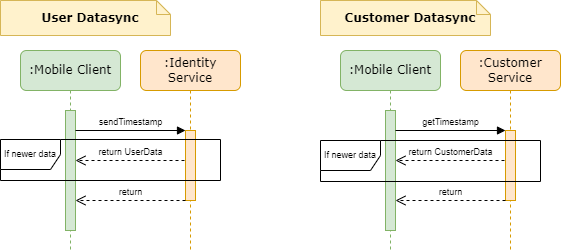 User Datasync
:Mobile Client
:Identity
Service
sendTimestamp
If newer data
return UserData
return
Customer Datasync
:Mobile Client
:Customer
Service
getTimestamp
If newer data
return CustomerData
return